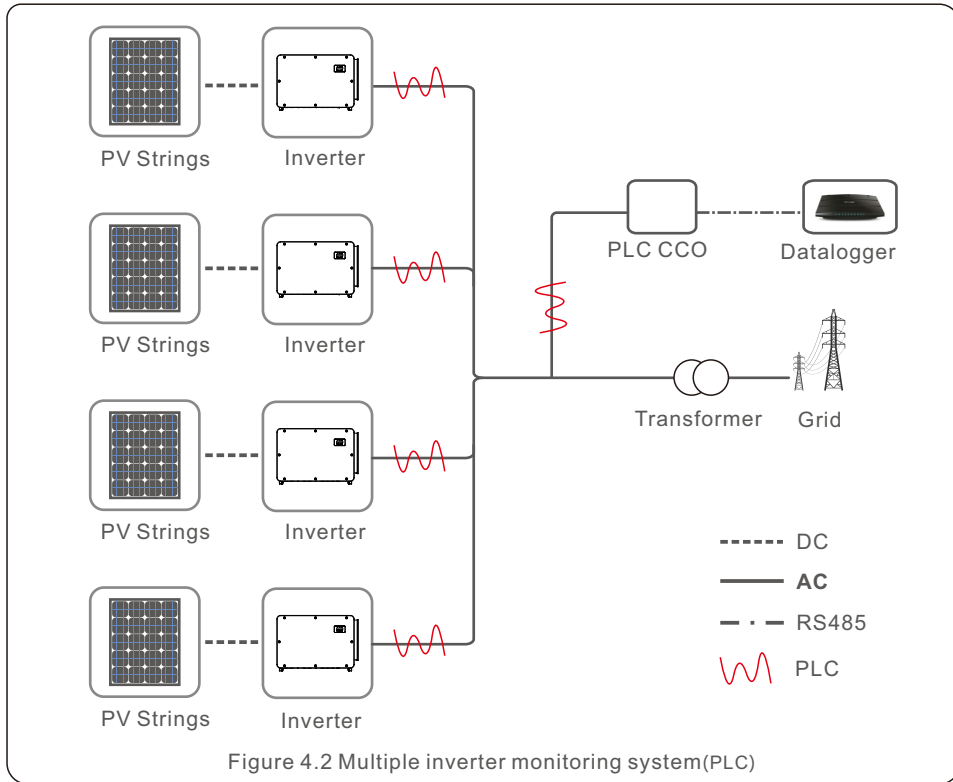 PV Strings
Inverter
PLC CCO
Datalogger
PV Strings
Inverter
Transformer
Grid
PV Strings
Inverter
DC
AC
RS485
PLC
PV Strings
Inverter
Figure 4.2 Multiple inverter monitoring system(PLC)